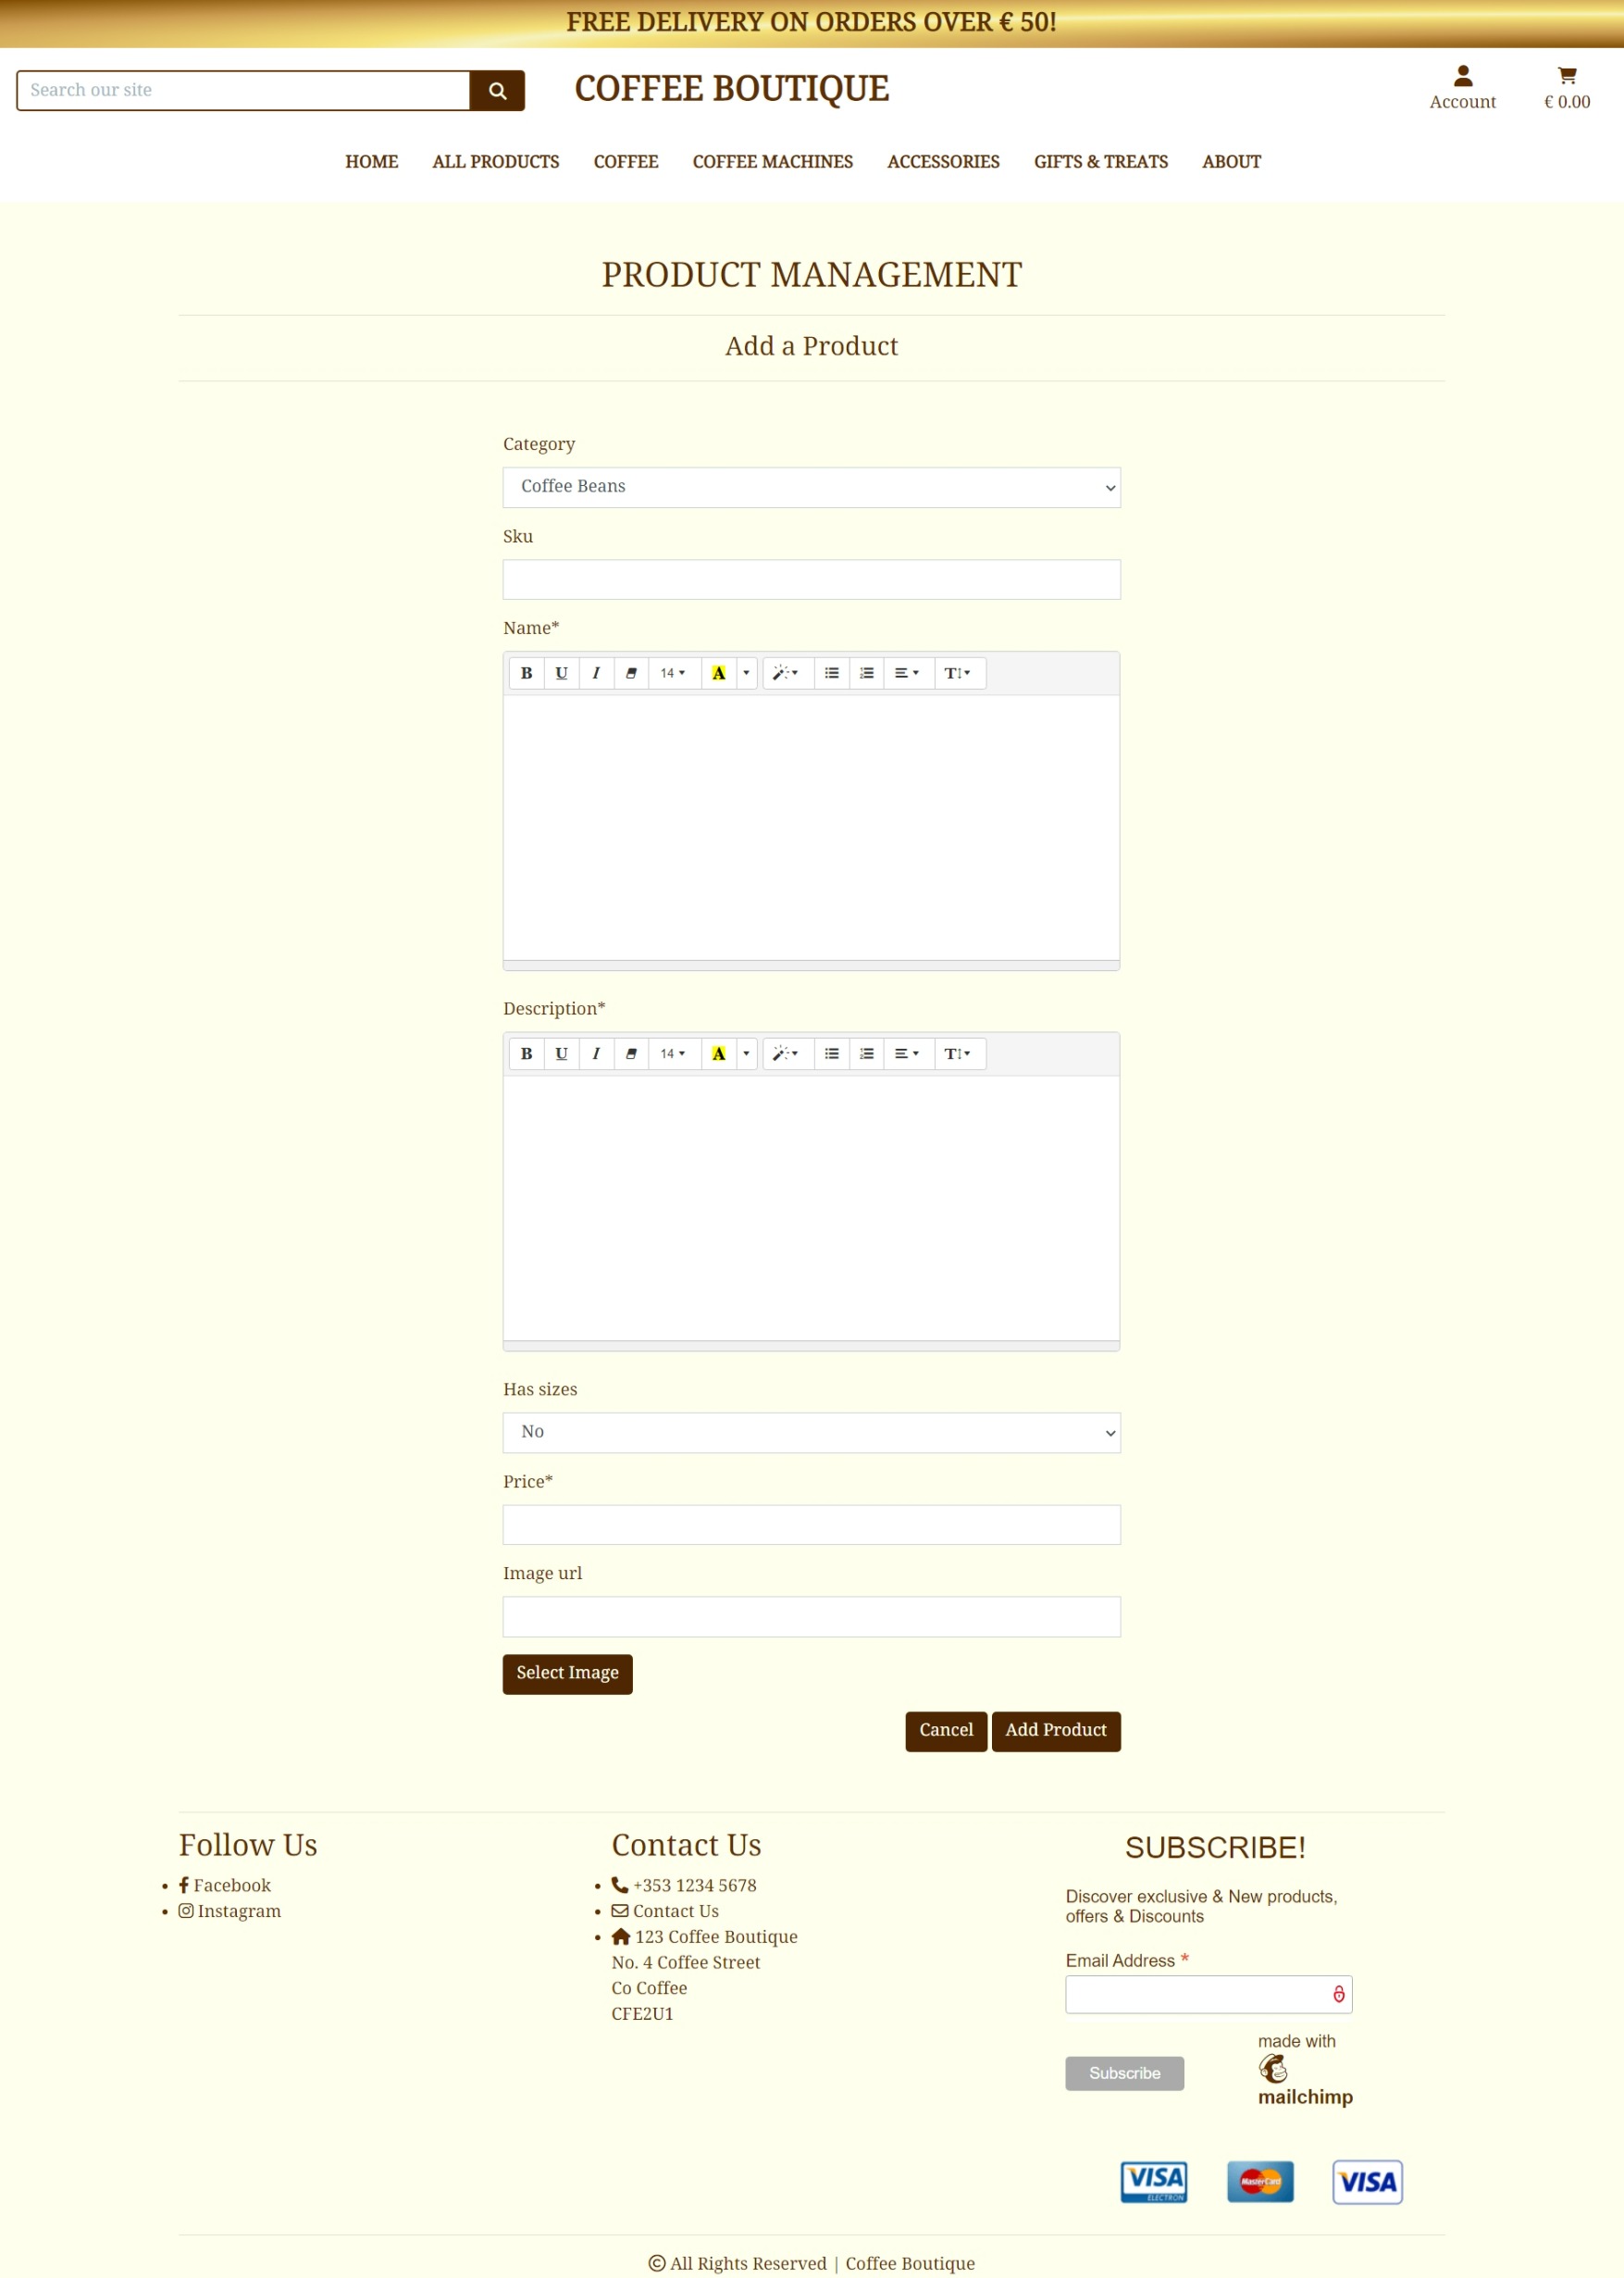 FREE DELIVERY ON ORDERS OVER € 50!
Search our site
COFFEE BOUTIQUE
Account
€ 0.00
HOME ALL PRODUCTS COFFEE COFFEE MACHINES ACCESSORIES GIFTS & TREATS ABOUT
PRODUCT MANAGEMENT
Add a Product
Category
Coffee Beans
Sku
Name*
B U I 14 A T
Description*
B U I 14 A T
Has sizes
No
Price*
Image url
Select Image
Cancel Add Product
Follow Us
Facebook
Instagram
Contact Us
+353 1234 5678
Contact Us
123 Coffee Boutique
No. 4 Coffee Street
Co Coffee
CFE2U1
SUBSCRIBE!
Discover exclusive & New products,
offers & Discounts
Email Address *
Subscribe
made with
mailchimp
VISA
ELECTRON
MasterCard
VISA
© All Rights Reserved | Coffee Boutique